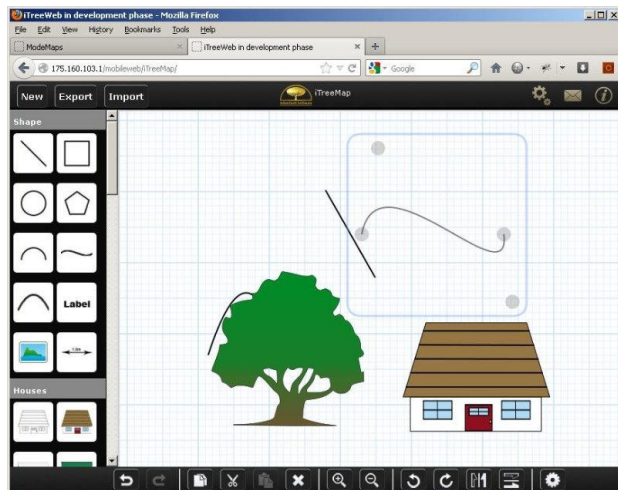 iTreeWeb in development phase - Mozilla Firefox
File Edit View History Bookmarks Tools Help
ModeMaps
iTreeWeb in development phase
175.160.103.1/mobileweb/iTreeMap/
Google
New Export Import
iTreeMap
Shape
Label
Houses